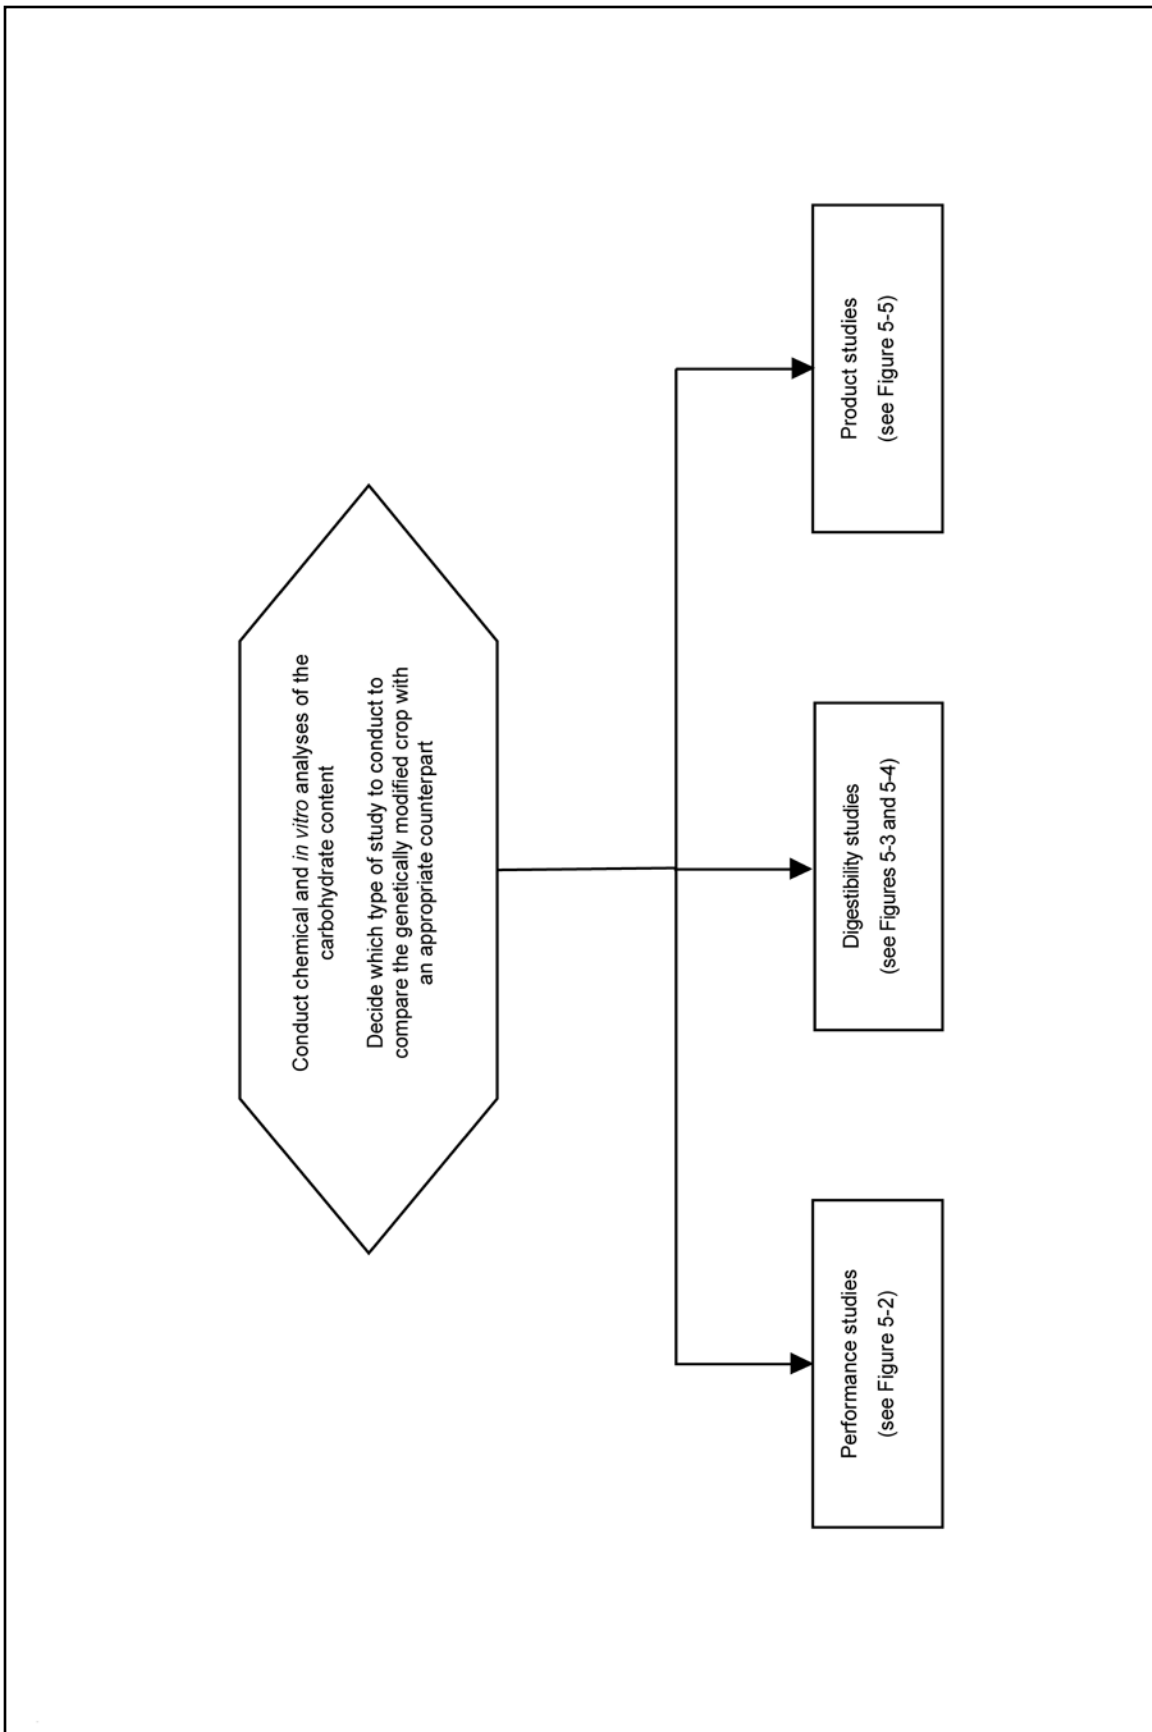 Conduct chemical and in vitro analyses of the
carbohydrate content
Decide which type of study to conduct to
compare the genetically modified crop with
an appropriate counterpart
Performance studies
(see Figure 5-2)
Digestibility studies
(see Figures 5-3 and 5-4)
Product studies
(see Figure 5-5)